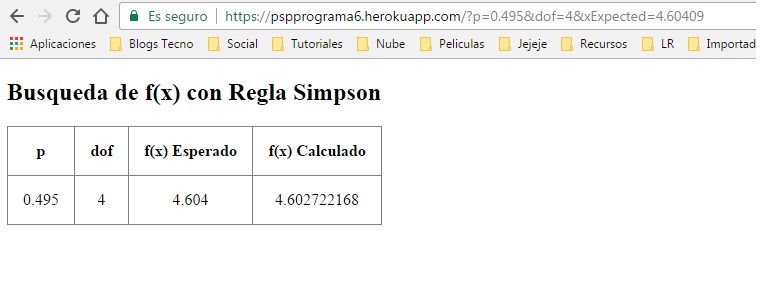 Es seguro | https://pspprograma6.herokuapp.com/?p=0.495&dof=4&xExpected=4.60409
Aplicaciones Blogs Tecno Social Tutoriales Nube Peliculas Jejeje Recursos LR Importad
Busqueda de f(x) con Regla Simpson
p dof f(x) Esperado f(x) Calculado
0.495 4 4.604 4.602722168